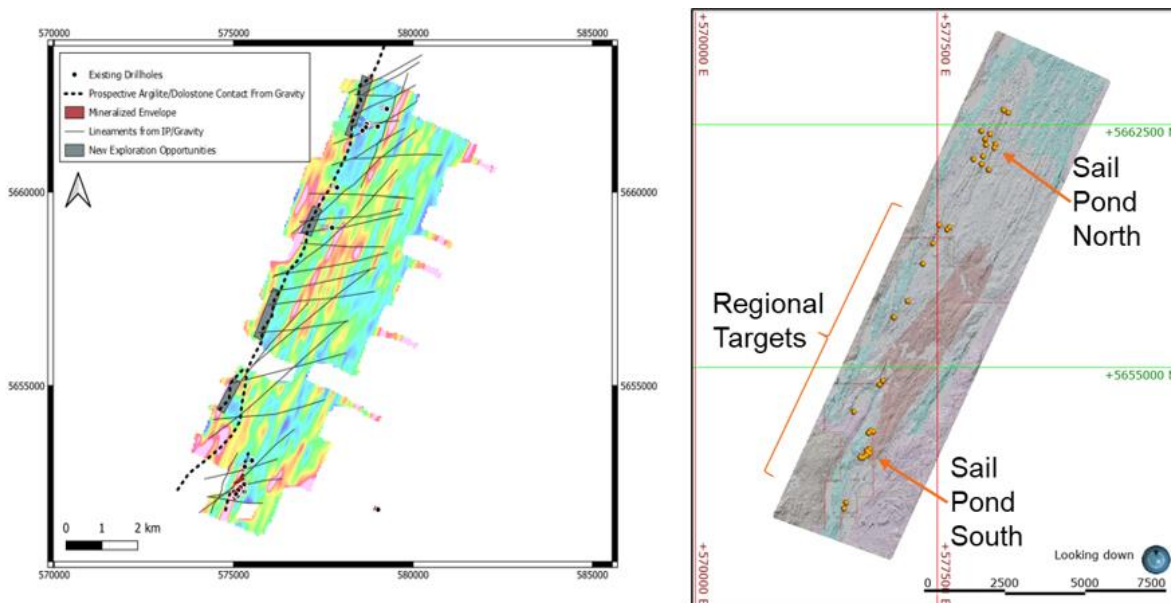 570000
575000
580000
585000
Existing Drillholes
Prospective Argilite/Dolostone Contact From Gravity
Mineralized Envelope
Lineaments from IP/Gravity
New Exploration Opportunities
5660000
5660000
5655000
5655000
0 1 2 km
570000
575000
580000
585000
+570000 E
+577500 E
+5662500 N
Sail
Pond
North
Regional
Targets
+5655000 N
Sail
Pond
South
+570000 E
+577500 E
Looking down
0 2500 5000 7500